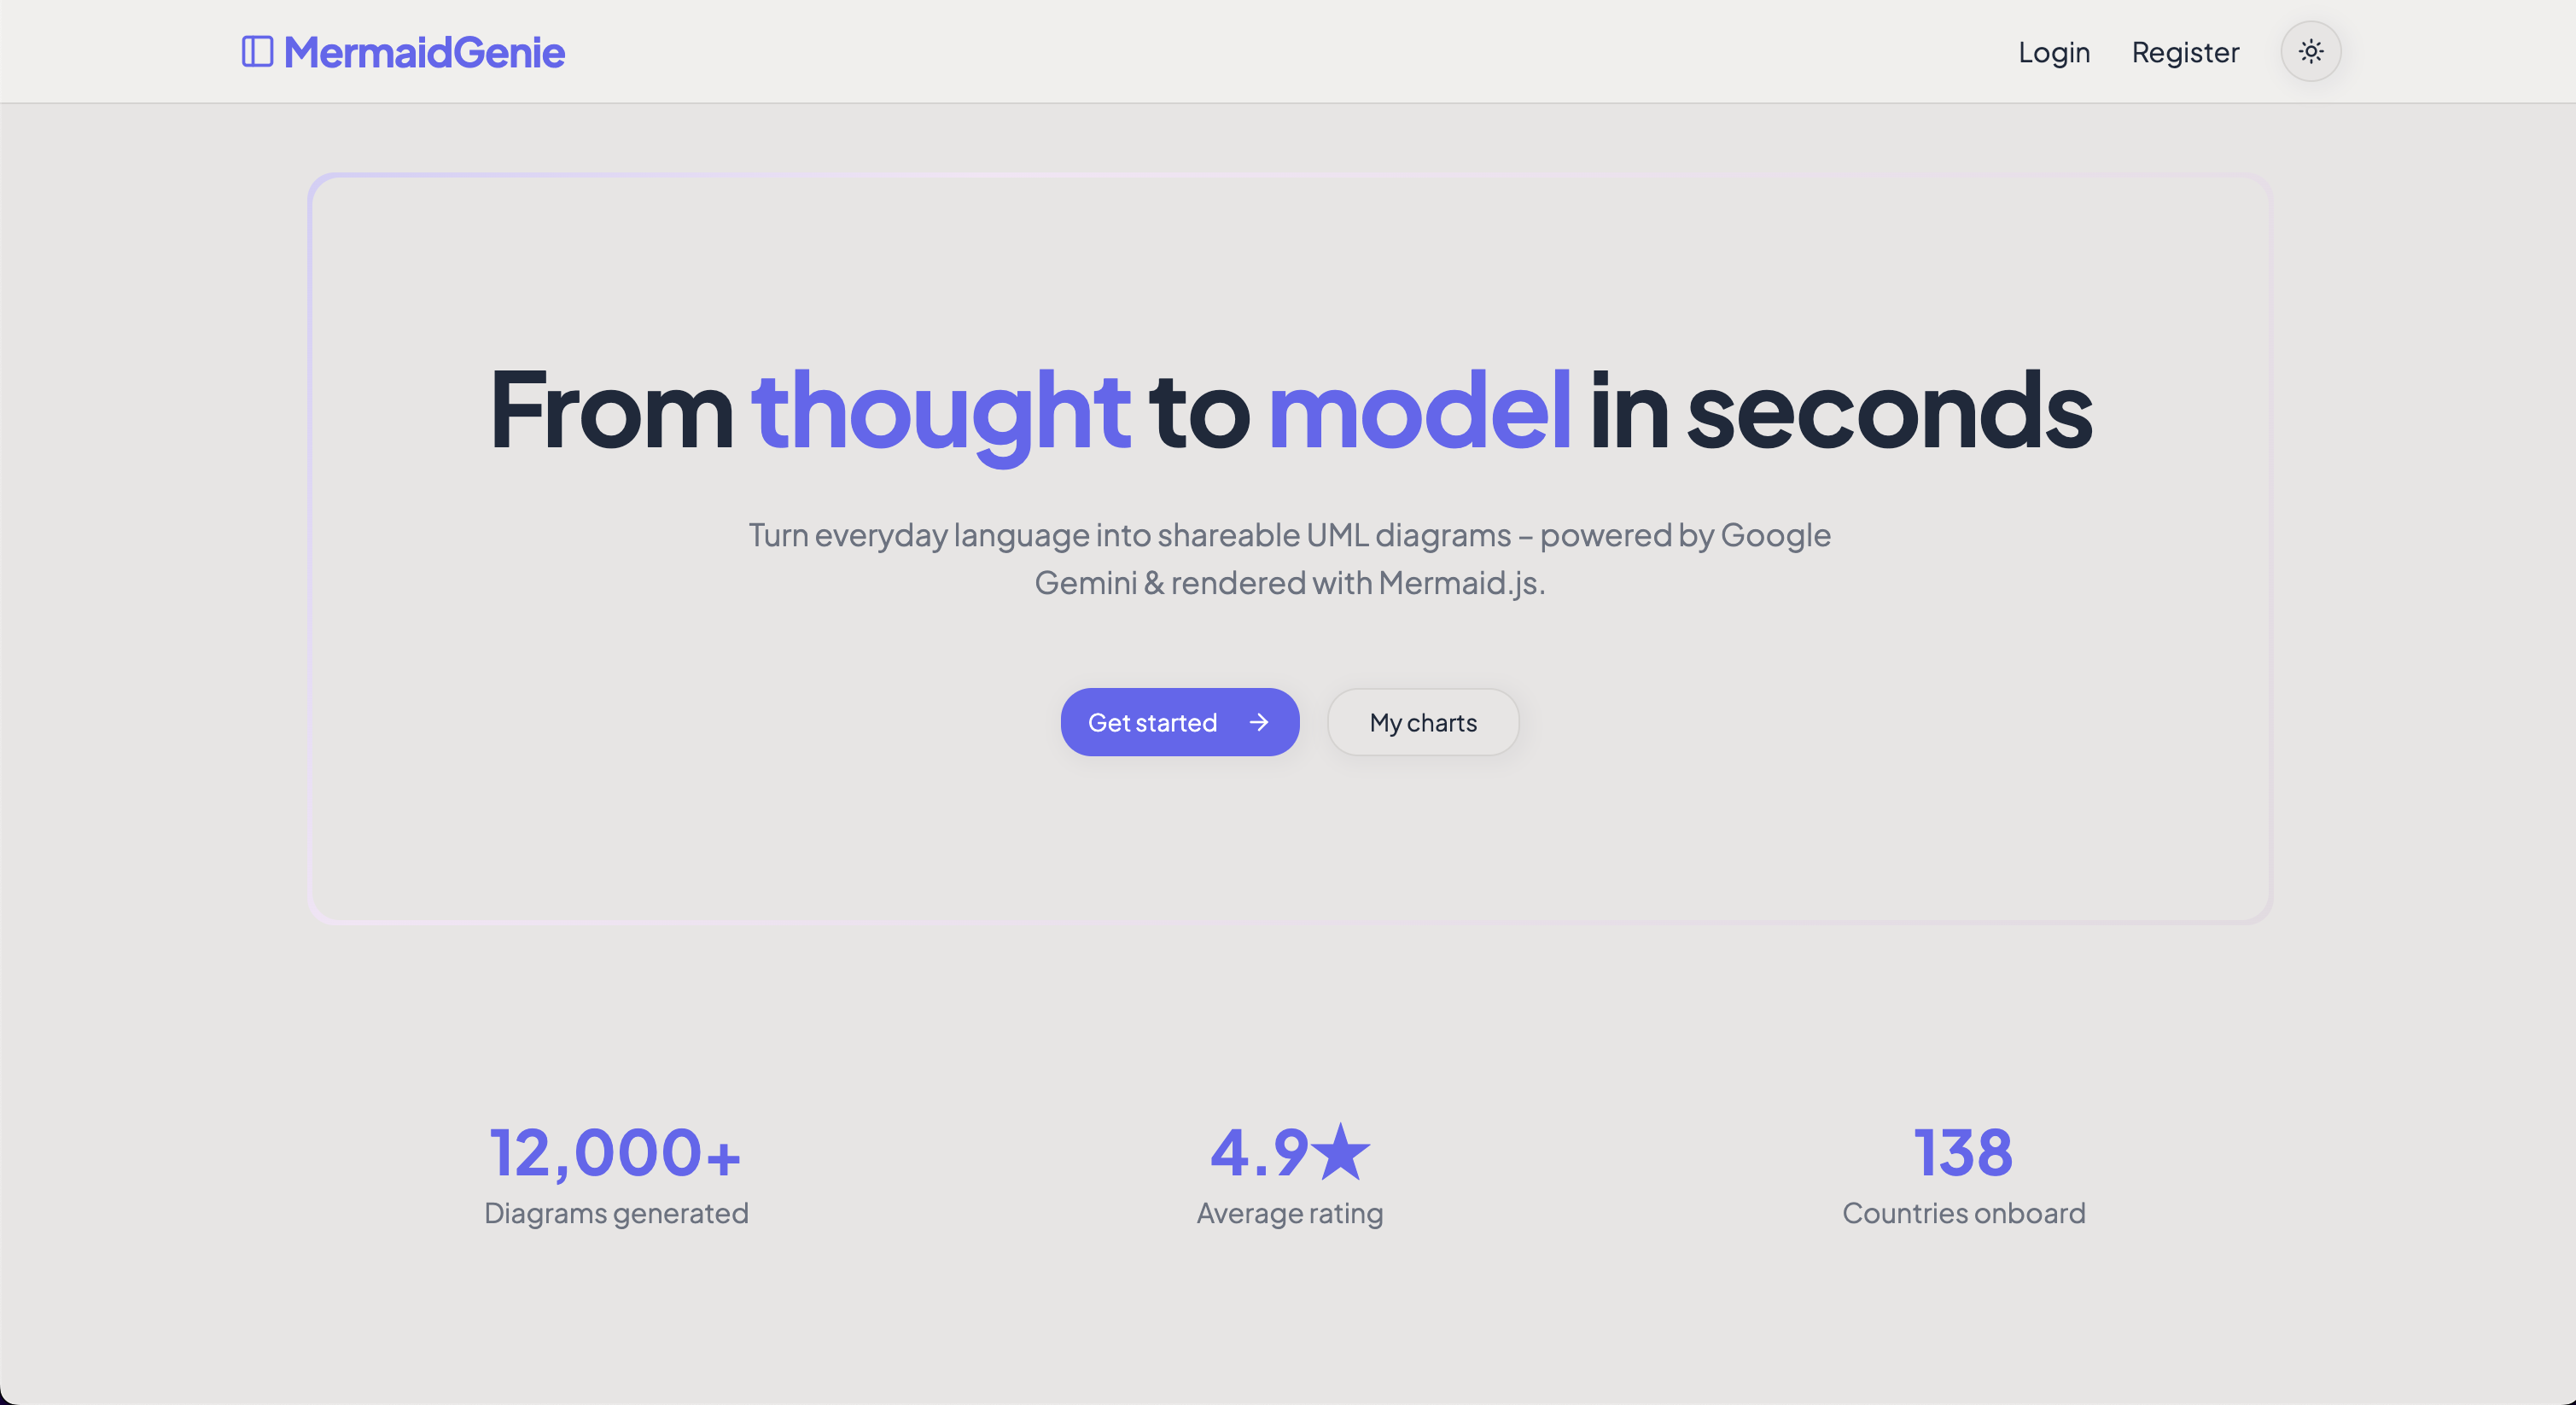 MermaidGenie
Login
Register
From thought to model in seconds
Turn everyday language into shareable UML diagrams – powered by Google
Gemini & rendered with Mermaid.js.
Get started
My charts
12,000+
4.9★
138
Diagrams generated
Average rating
Countries onboard